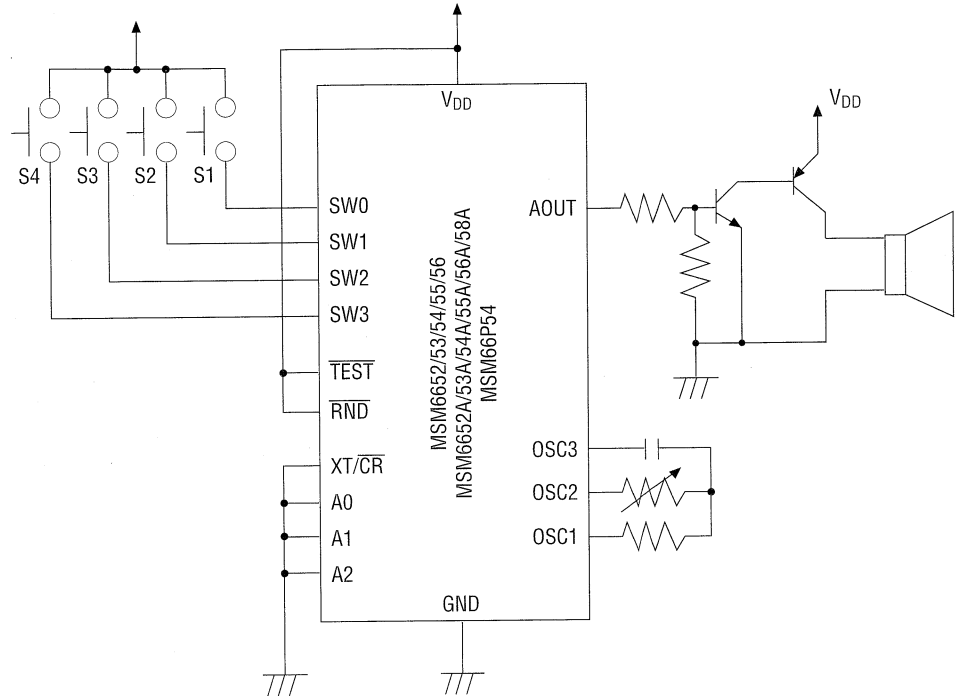 VDD
VDD
S4 S3 S2 S1
SW0
SW1
SW2
SW3
TEST
RND
XT/CR
A0
A1
A2
MSM6652/53/54/55/56
MSM6652A/53A/54A/55A/56A/58A
MSM66P54
AOUT
OSC3
OSC2
OSC1
GND